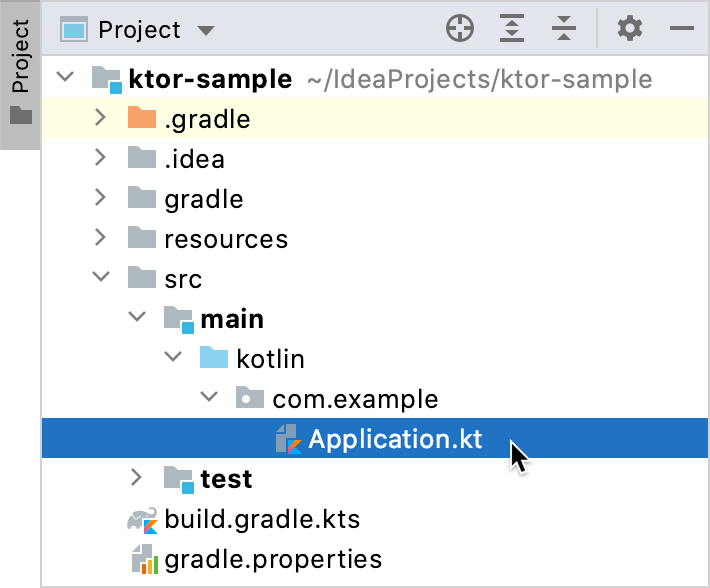 Project
Project
ktor-sample ~/IdeaProjects/ktor-sample
.gradle
.idea
gradle
resources
src
main
kotlin
com.example
Application.kt
test
build.gradle.kts
gradle.properties